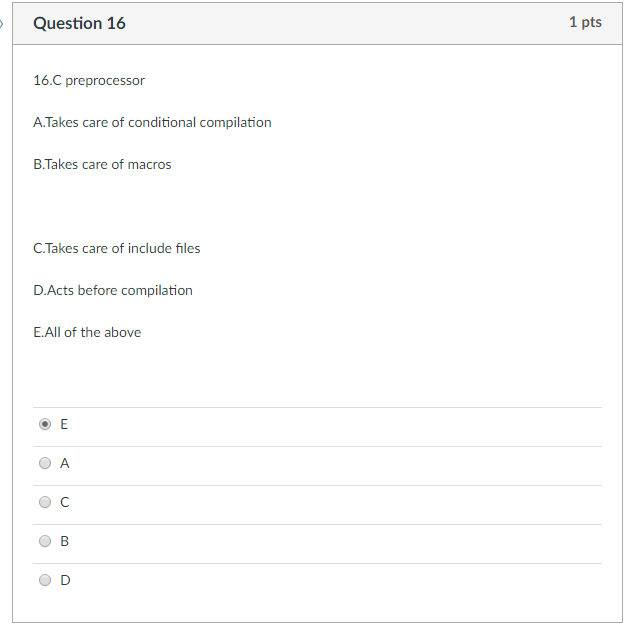 Question 16
1 pts
16.C preprocessor
A.Takes care of conditional compilation
B.Takes care of macros
C.Takes care of include files
D.Acts before compilation
E.All of the above
E
A
C
B
D